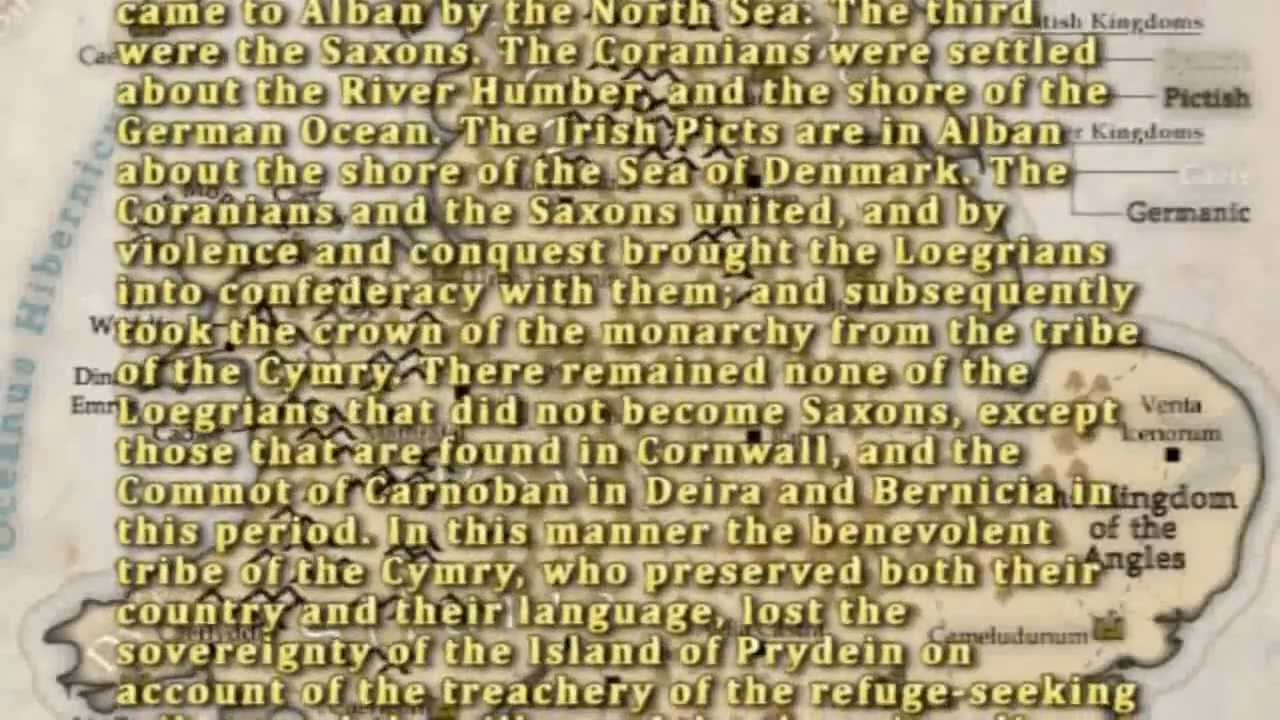 came to Alban by the North Sea. The third
were the Saxons. The Coranians were settled
about the River Humber, and the shore of the
German Ocean. The Irish Picts are in Alban
about the shore of the Sea of Denmark. The
Coranians and the Saxons united, and by
violence and conquest brought the Loegrians
into confederacy with them; and subsequently
took the crown of the monarchy from the tribe
of the Cymry. There remained none of the
Loegrians that did not become Saxons, except
those that are found in Cornwall, and the
Commot of Carnoban in Deira and Bernicia in
this period. In this manner the benevolent
tribe of the Cymry, who preserved both their
country and their language, lost the
sovereignty of the Island of Prydein on
account of the treachery of the refuge-seeking
Kingdoms
Pictish
Kingdoms
Germanic
Venta
Icenorum
Kingdom
of the
Angles
Cameludunum